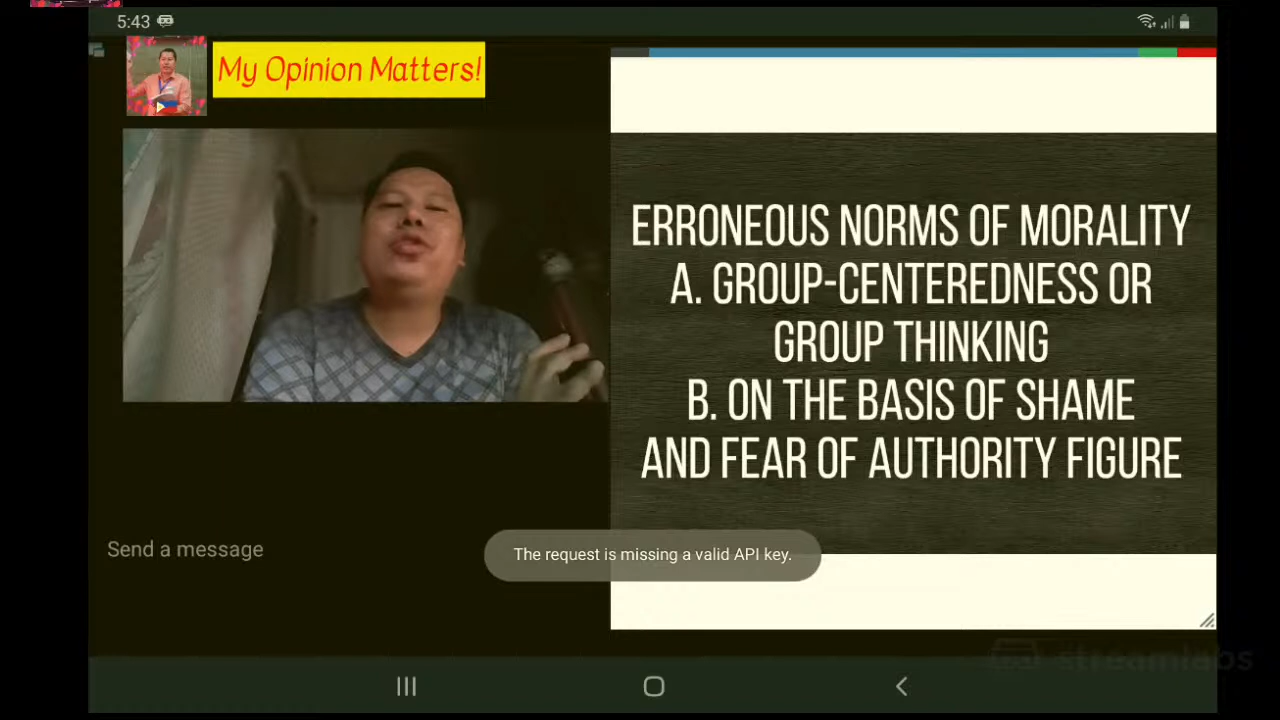 5:43
My Opinion Matters!
ERRONEOUS NORMS OF MORALITY
A. GROUP-CENTEREDNESS OR
GROUP THINKING
B. ON THE BASIS OF SHAME
AND FEAR OF AUTHORITY FIGURE
Send a message
The request is missing a valid API key.
streamlabs